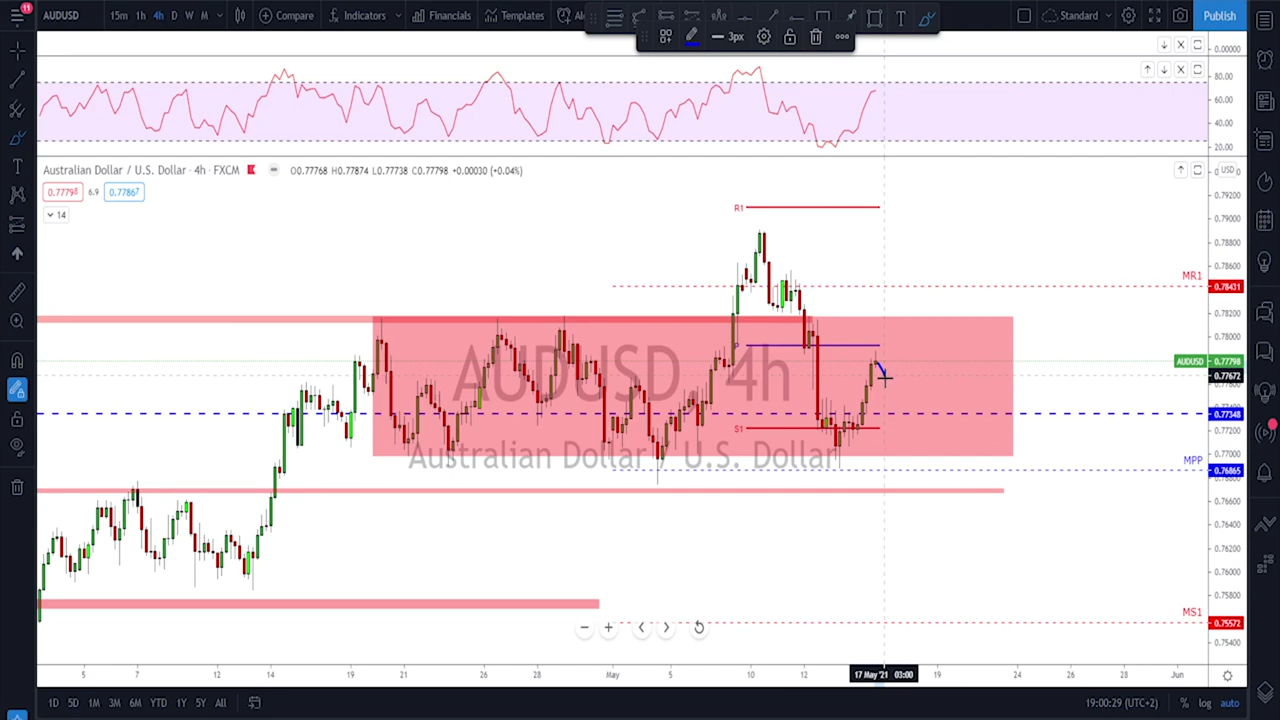 11
AUDUSD 15m 1h 4h D W M Compare Indicators Financials Templates Standard Publish
3px
0.00000
80.00
60.00
40.00
20.00
Australian Dollar / U.S. Dollar · 4h · FXCM O0.77768 H0.77874 L0.77738 C0.77798 +0.00030 (+0.04%) USD
0.77798 6.9 0.77867
14
0.79200
R1
0.79000
0.78800
0.78600
MR1
0.78431
0.78200
0.78000
P
AUDUSD 0.77798
0.77672
AUDUSD 4h
0.77348
S1
0.77200
0.77000
Australian Dollar / U.S. Dollar
MPP
0.76865
0.76600
0.76400
0.76200
0.76000
0.75800
MS1
0.75572
0.75400
5 7 12 14 19 21 26 28 May 5 10 12 17 May '21 03:00 19 24 26 28 Jun
1D 5D 1M 3M 6M YTD 1Y 5Y All 19:00:29 (UTC+2) % log auto